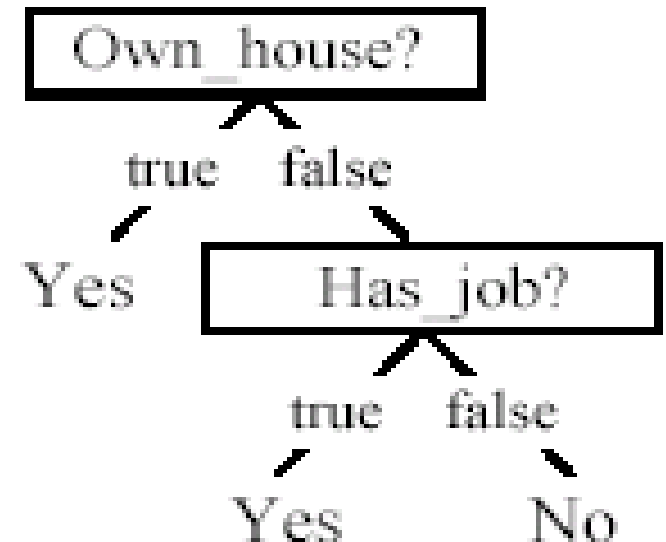 Own_house?
true false
Yes
Has_job?
true false
Yes No